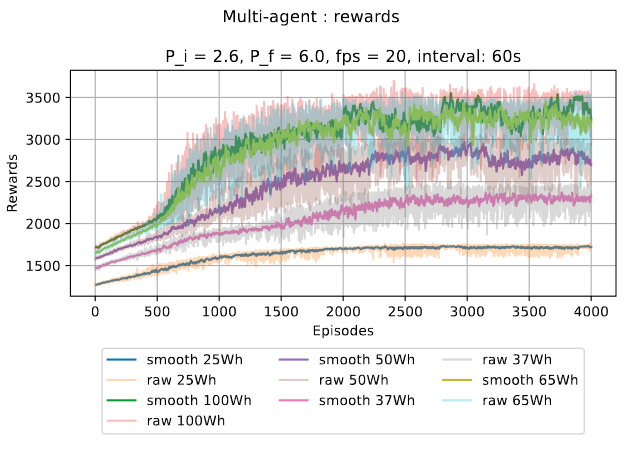 Multi-agent : rewards
P_i = 2.6, P_f = 6.0, fps = 20, interval: 60s
3500
3000
2500
2000
1500
Rewards
0 500 1000 1500 2000 2500 3000 3500 4000
Episodes
smooth 25Wh smooth 50Wh raw 37Wh
raw 25Wh raw 50Wh smooth 65Wh
smooth 100Wh smooth 37Wh raw 65Wh
raw 100Wh